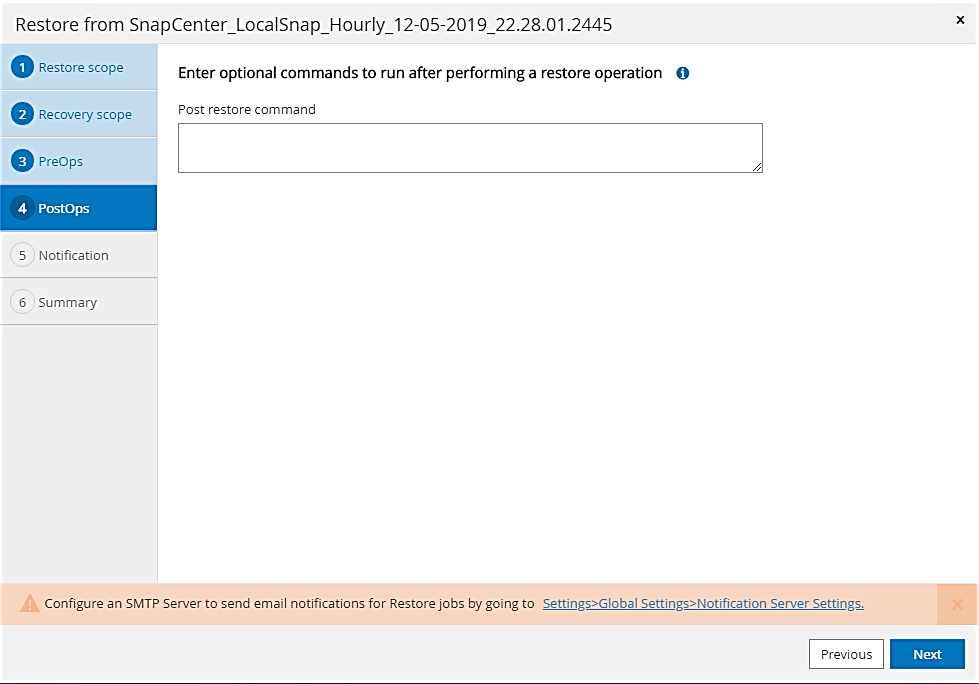 Restore from SnapCenter_LocalSnap_Hourly_12-05-2019_22.28.01.2445
x
1 Restore scope
2 Recovery scope
3 PreOps
4 PostOps
5 Notification
6 Summary
Enter optional commands to run after performing a restore operation i
Post restore command
Configure an SMTP Server to send email notifications for Restore jobs by going to Settings>Global Settings>Notification Server Settings. x
Previous
Next